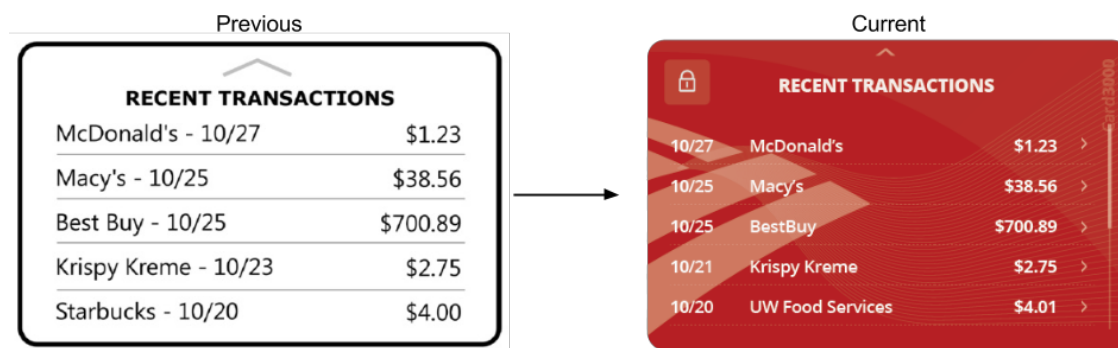 Previous
RECENT TRANSACTIONS
McDonald's - 10/27 $1.23
Macy's - 10/25 $38.56
Best Buy - 10/25 $700.89
Krispy Kreme - 10/23 $2.75
Starbucks - 10/20 $4.00
Current
RECENT TRANSACTIONS
Card3000
10/27 McDonald's $1.23 >
10/25 Macy's $38.56 >
10/25 BestBuy $700.89 >
10/21 Krispy Kreme $2.75 >
10/20 UW Food Services $4.01 >